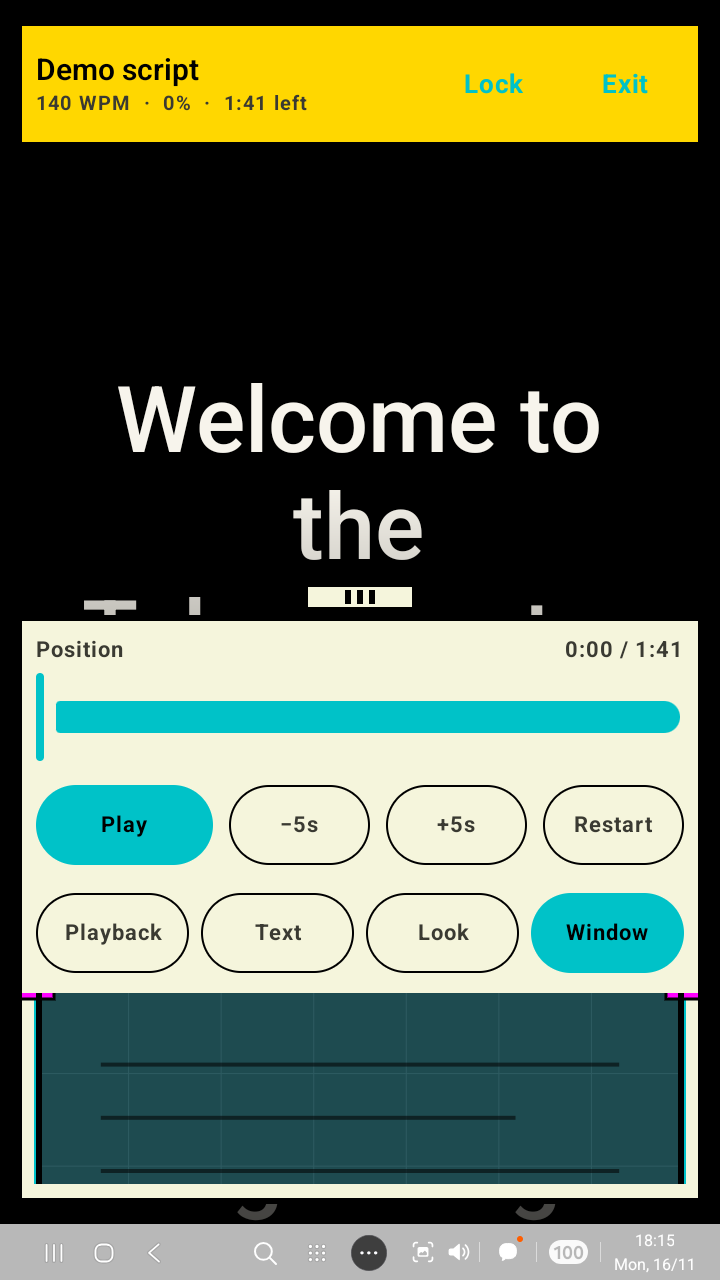 Demo script
140 WPM · 0% · 1:41 left
Lock
Exit
Welcome to
the
Position
0:00 / 1:41
Play
−5s
+5s
Restart
Playback
Text
Look
Window
100
18:15
Mon, 16/11